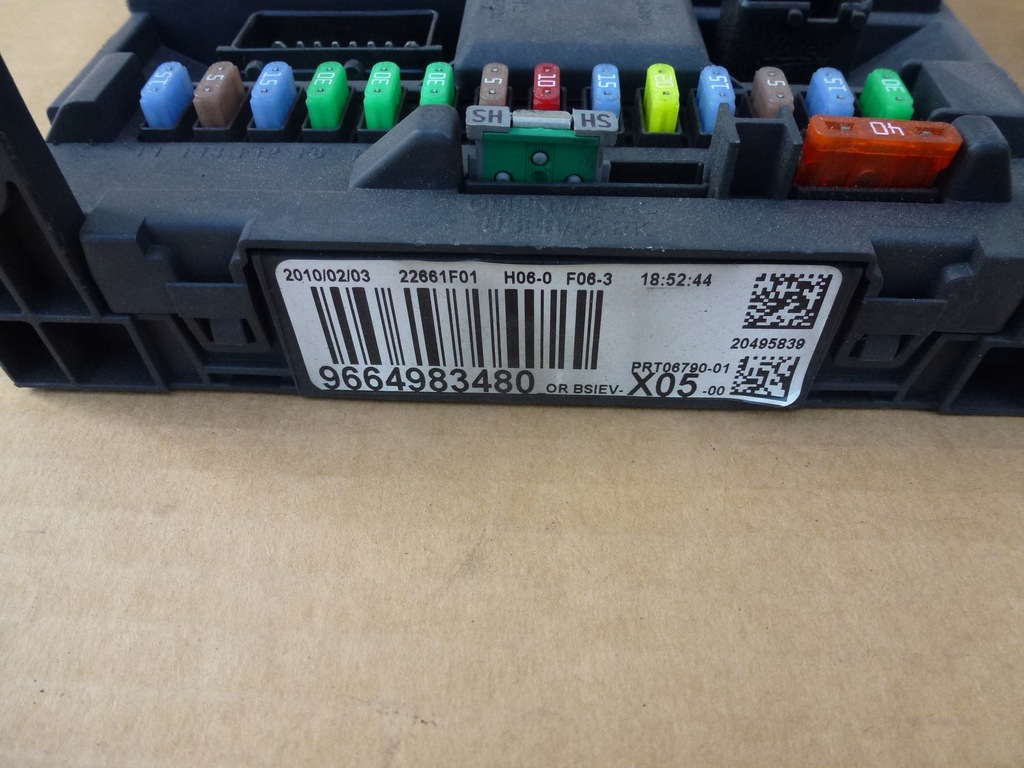 15 5 15 30 30 30 5 10 15 20 15 5 15 30
SH HS
40
2010/02/03 22661F01 H06-0 F06-3 18:52:44
20495839
PRT06790-01
9664983480 OR BSIEV- X05 -00